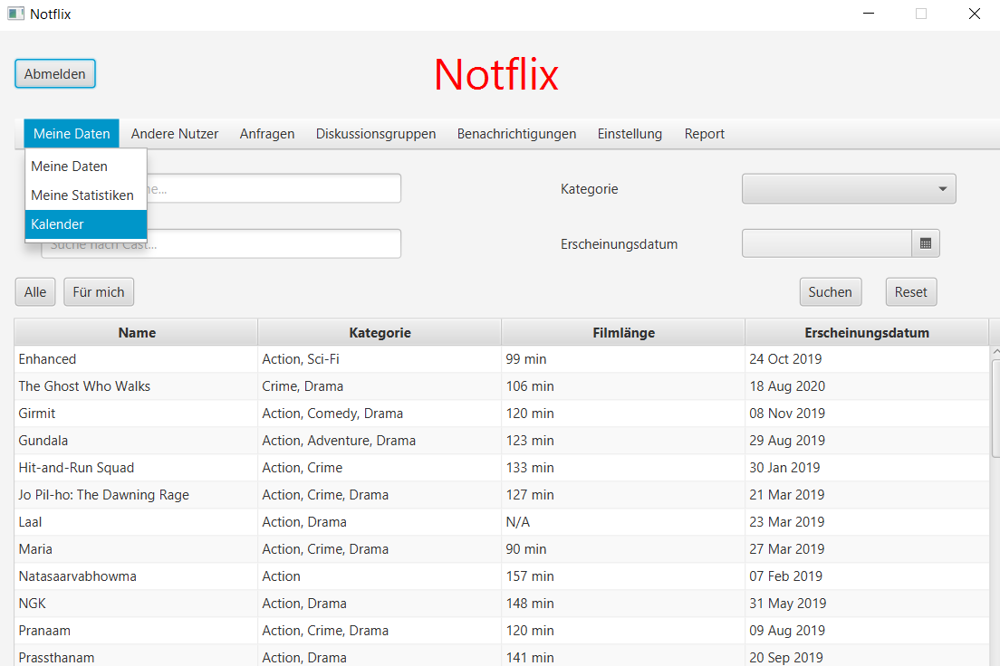 Notflix
Abmelden
Notflix
Meine Daten Andere Nutzer Anfragen Diskussionsgruppen Benachrichtigungen Einstellung Report
Meine Daten
Meine Statistiken
Kalender
Kategorie
Suche nach Cast...
Erscheinungsdatum
Alle Für mich Suchen Reset
Name Kategorie Filmlänge Erscheinungsdatum
Enhanced Action, Sci-Fi 99 min 24 Oct 2019
The Ghost Who Walks Crime, Drama 106 min 18 Aug 2020
Girmit Action, Comedy, Drama 120 min 08 Nov 2019
Gundala Action, Adventure, Drama 123 min 29 Aug 2019
Hit-and-Run Squad Action, Crime 133 min 30 Jan 2019
Jo Pil-ho: The Dawning Rage Action, Crime, Drama 127 min 21 Mar 2019
Laal Action, Drama N/A 23 Mar 2019
Maria Action, Crime, Drama 90 min 27 Mar 2019
Natasaarvabhowma Action 157 min 07 Feb 2019
NGK Action, Drama 148 min 31 May 2019
Pranaam Action, Crime, Drama 120 min 09 Aug 2019
Prassthanam Action, Drama 141 min 20 Sep 2019